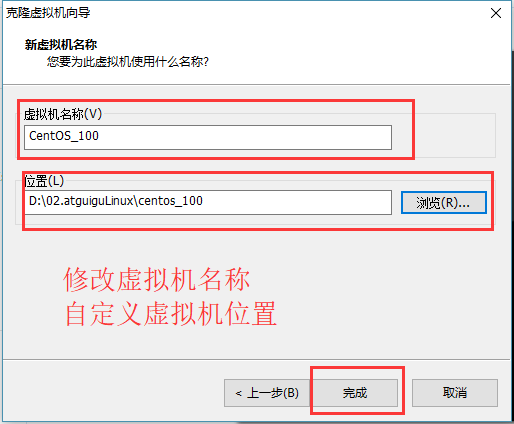 克隆虚拟机向导
新虚拟机名称
您要为此虚拟机使用什么名称?
虚拟机名称(V)
CentOS_100
位置(L)
D:\02.atguiguLinux\centos_100
浏览(R)...
修改虚拟机名称
自定义虚拟机位置
< 上一步(B) 完成 取消